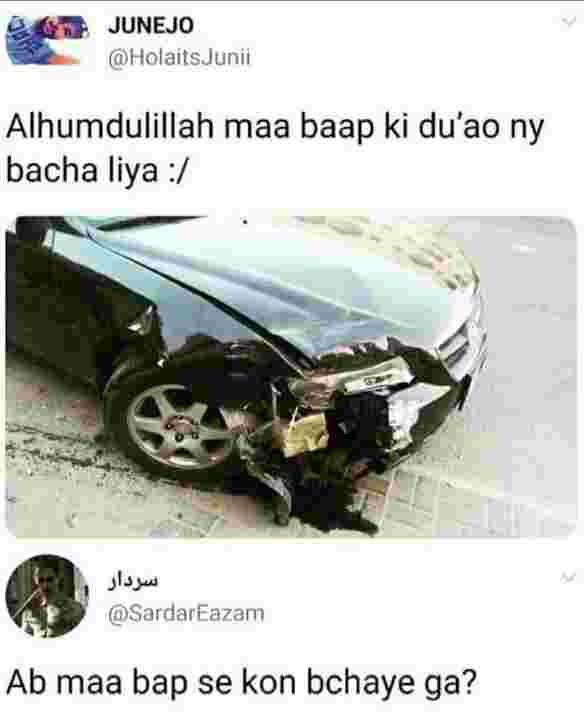 JUNEJO
@HolaitsJunii
Alhumdulillah maa baap ki du'ao ny
bacha liya :/
سردار
@SardarEazam
Ab maa bap se kon bchaye ga?